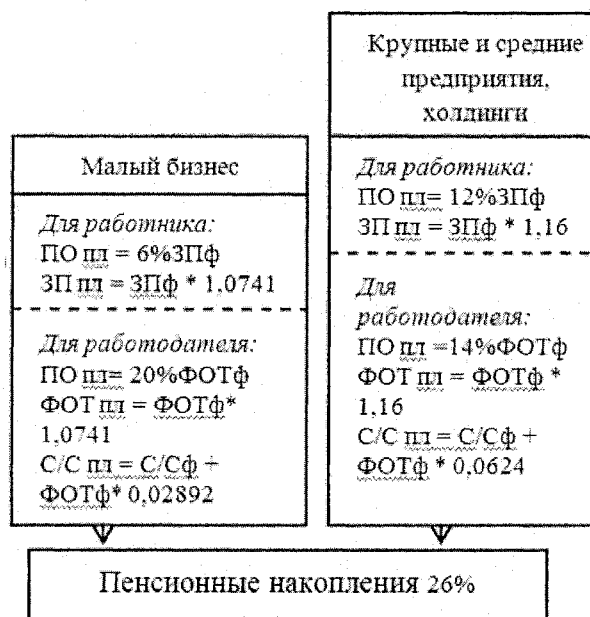 Малый бизнес
Для работника:
ПО пл = 6%ЗПф
ЗП пл = ЗПф * 1,0741
Для работодателя:
ПО пл= 20%ФОТф
ФОТ пл = ФОТф*
1,0741
С/С пл = С/Сф +
ФОТф* 0,02892
Крупные и средние
предприятия,
холдинги
Для работника:
ПО пл= 12%ЗПф
ЗП пл = ЗПф * 1,16
Для
работодателя:
ПО пл =14%ФОТф
ФОТ пл = ФОТф *
1,16
С/С пл = С/Сф +
ФОТф * 0,0624
Пенсионные накопления 26%